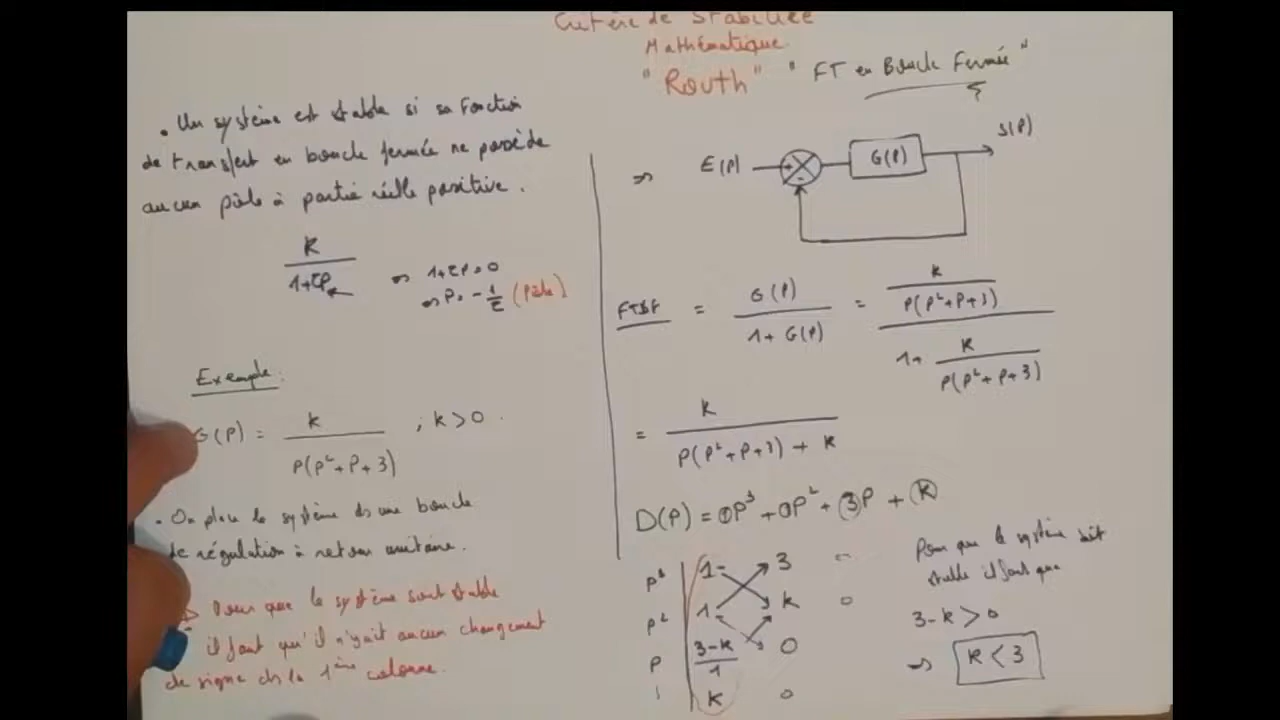 Critère de Stabilité
Mathématique
"Routh" "FT en Boucle Fermée"
• Un système est stable si sa Fonction
de transfert en boucle fermée ne possède
aucun pôle à partie réelle positive.
K
1+τP
⇒ 1+τP=0
⇒ P=-1/τ (Pôle)
Exemple:
G(P) = k / P(P²+P+3) ; k>0.
• On place le système ds une boucle
de régulation à retour unitaire.
Pour que le système soit stable
il faut qu'il n'y ait aucun changement
de signe ds la 1ère colonne.
⇒ E(P) + - G(P) S(P)
FTBF = G(P) / 1+G(P) = k / P(P²+P+3) / 1+ k / P(P²+P+3)
= k / P(P²+P+3) + k
D(P) = 1P³ + 1P² + 3P + k
P³ 1 3
P² 1 k 0
P 3-k / 1 0
1 k 0
Pour que le système soit
stable il faut que
3-k > 0
⇒ k < 3